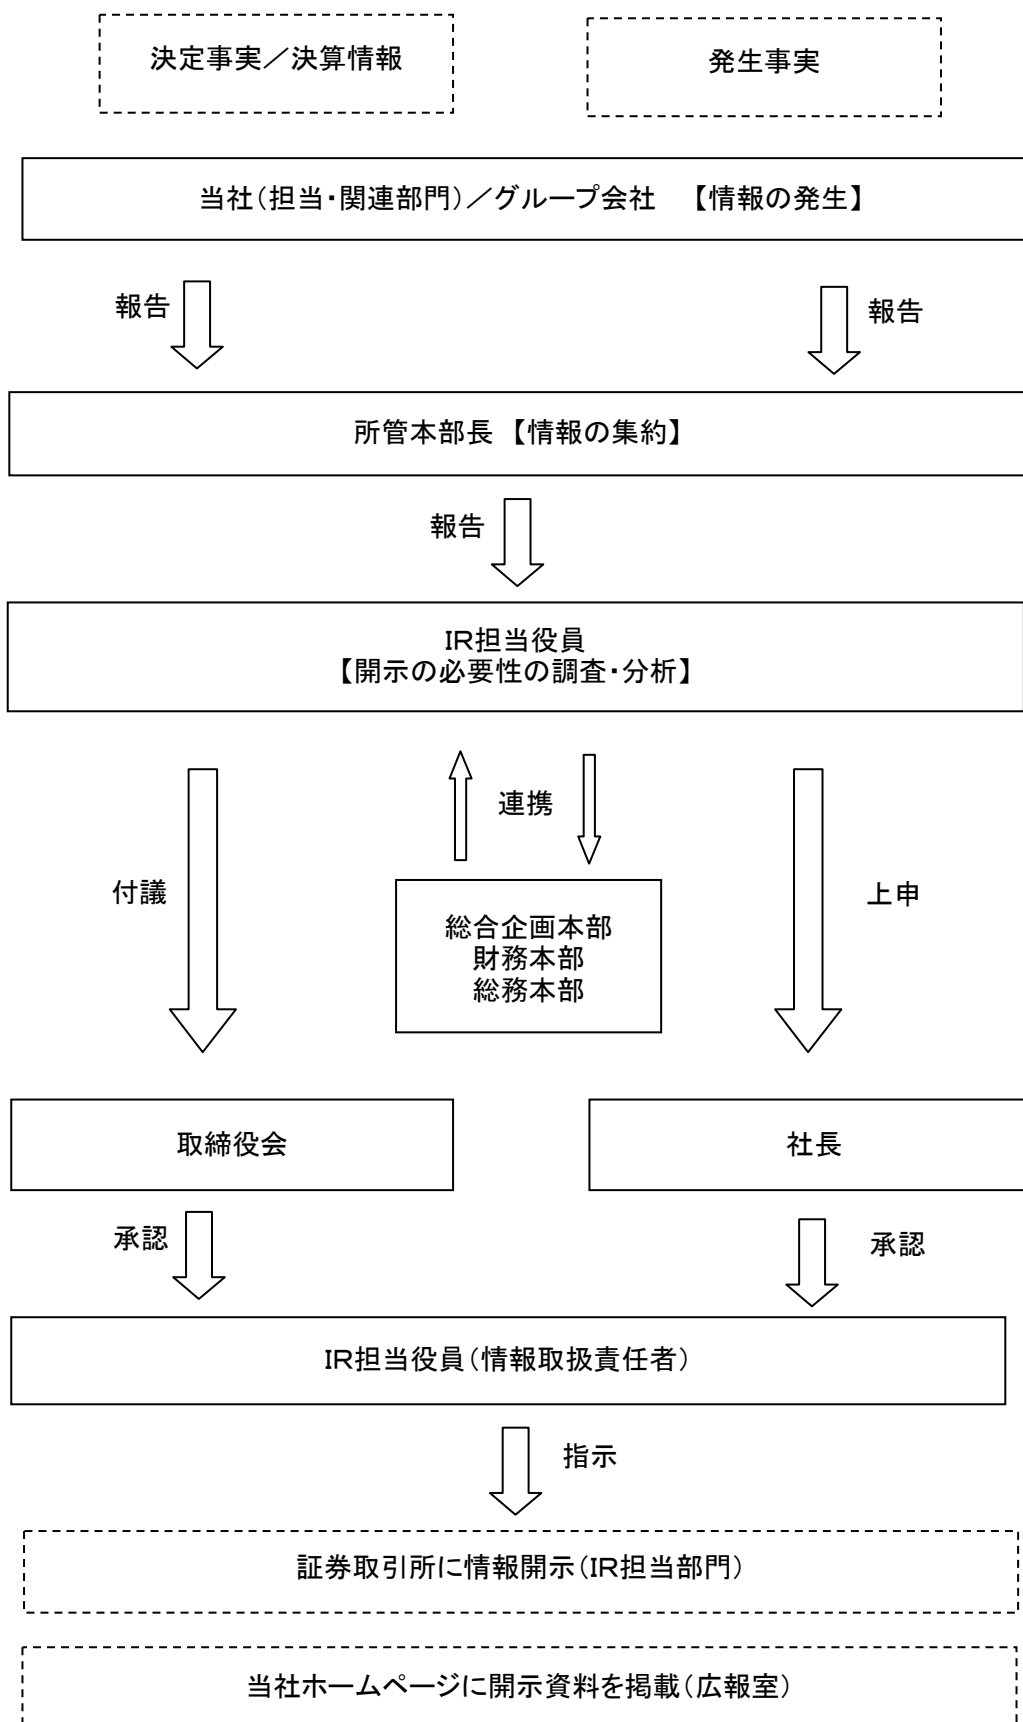 決定事実／決算情報
発生事実
当社（担当・関連部門）／グループ会社　【情報の発生】
報告
報告
所管本部長　【情報の集約】
報告
IR担当役員
【開示の必要性の調査・分析】
連携
付議
上申
総合企画本部
財務本部
総務本部
取締役会
社長
承認
承認
IR担当役員（情報取扱責任者）
指示
証券取引所に情報開示（IR担当部門）
当社ホームページに開示資料を掲載（広報室）